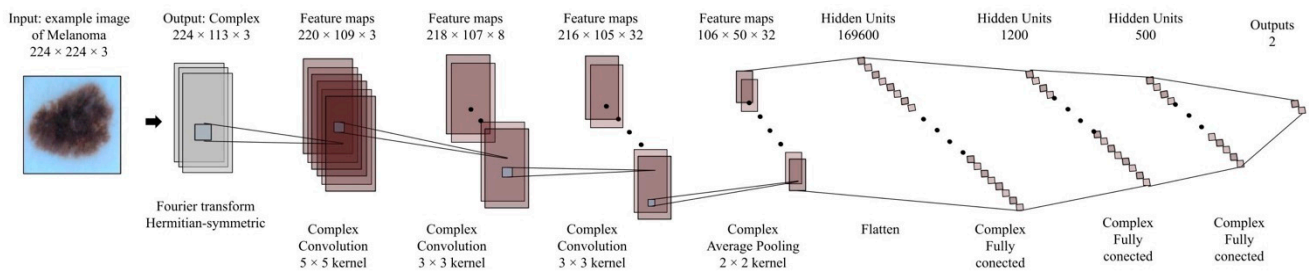 Input: example image
of Melanoma
224 × 224 × 3
Output: Complex
224 × 113 × 3
Feature maps
220 × 109 × 3
Feature maps
218 × 107 × 8
Feature maps
216 × 105 × 32
Feature maps
106 × 50 × 32
Hidden Units
169600
Hidden Units
1200
Hidden Units
500
Outputs
2
Fourier transform
Hermitian-symmetric
Complex
Convolution
5 × 5 kernel
Complex
Convolution
3 × 3 kernel
Complex
Convolution
3 × 3 kernel
Complex
Average Pooling
2 × 2 kernel
Flatten
Complex
Fully
conected
Complex
Fully
conected
Complex
Fully
conected